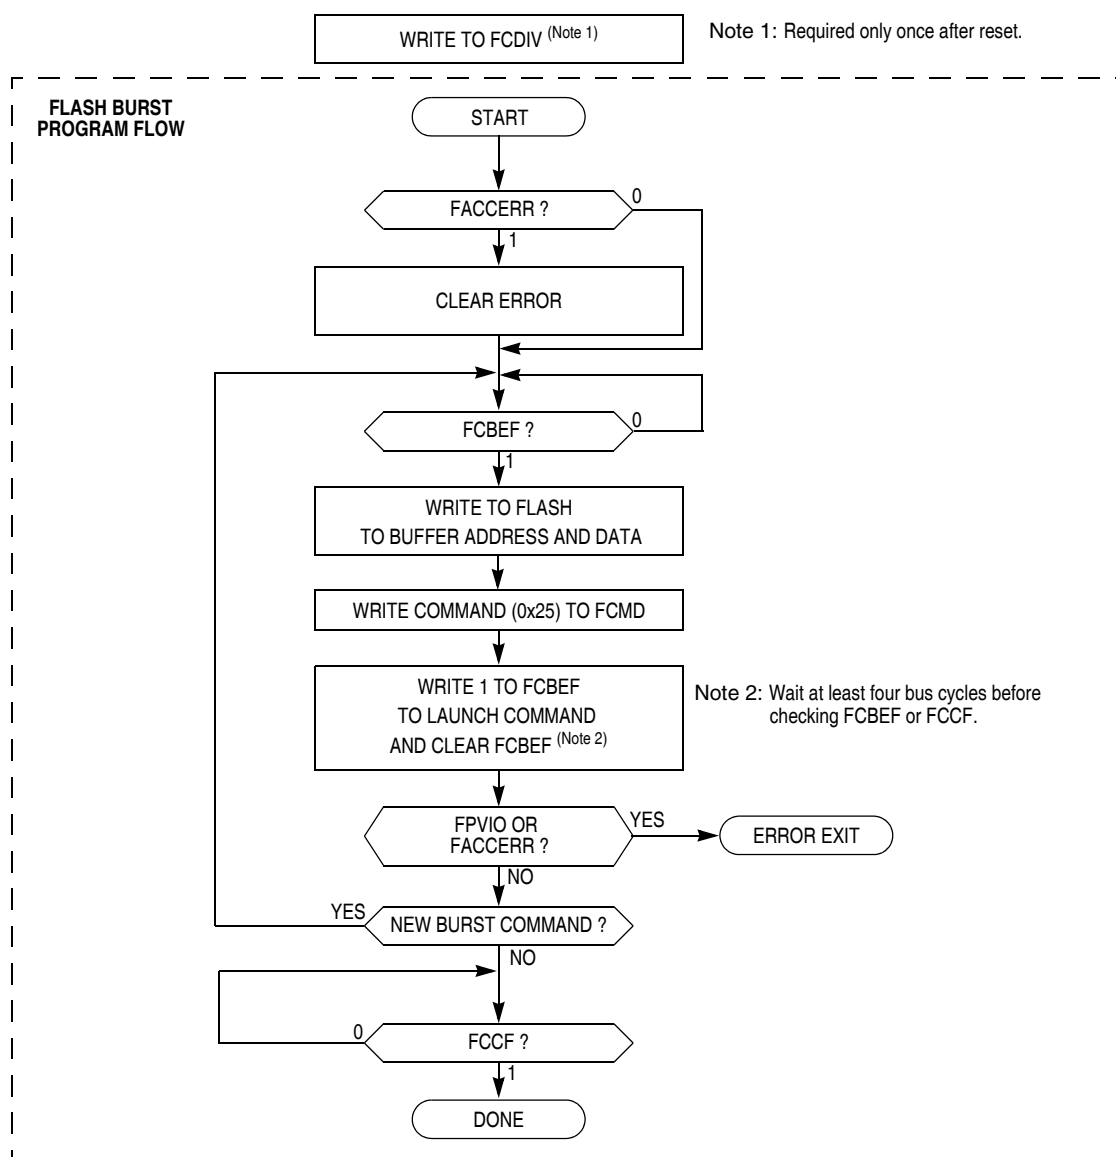 WRITE TO FCDIV (Note 1)
Note 1: Required only once after reset.
FLASH BURST
PROGRAM FLOW
START
FACCERR ?
0
1
CLEAR ERROR
FCBEF ?
0
1
WRITE TO FLASH
TO BUFFER ADDRESS AND DATA
WRITE COMMAND (0x25) TO FCMD
WRITE 1 TO FCBEF
TO LAUNCH COMMAND
AND CLEAR FCBEF (Note 2)
Note 2: Wait at least four bus cycles before
checking FCBEF or FCCF.
FPVIO OR
FACCERR ?
YES
ERROR EXIT
NO
YES
NEW BURST COMMAND ?
NO
0
FCCF ?
1
DONE